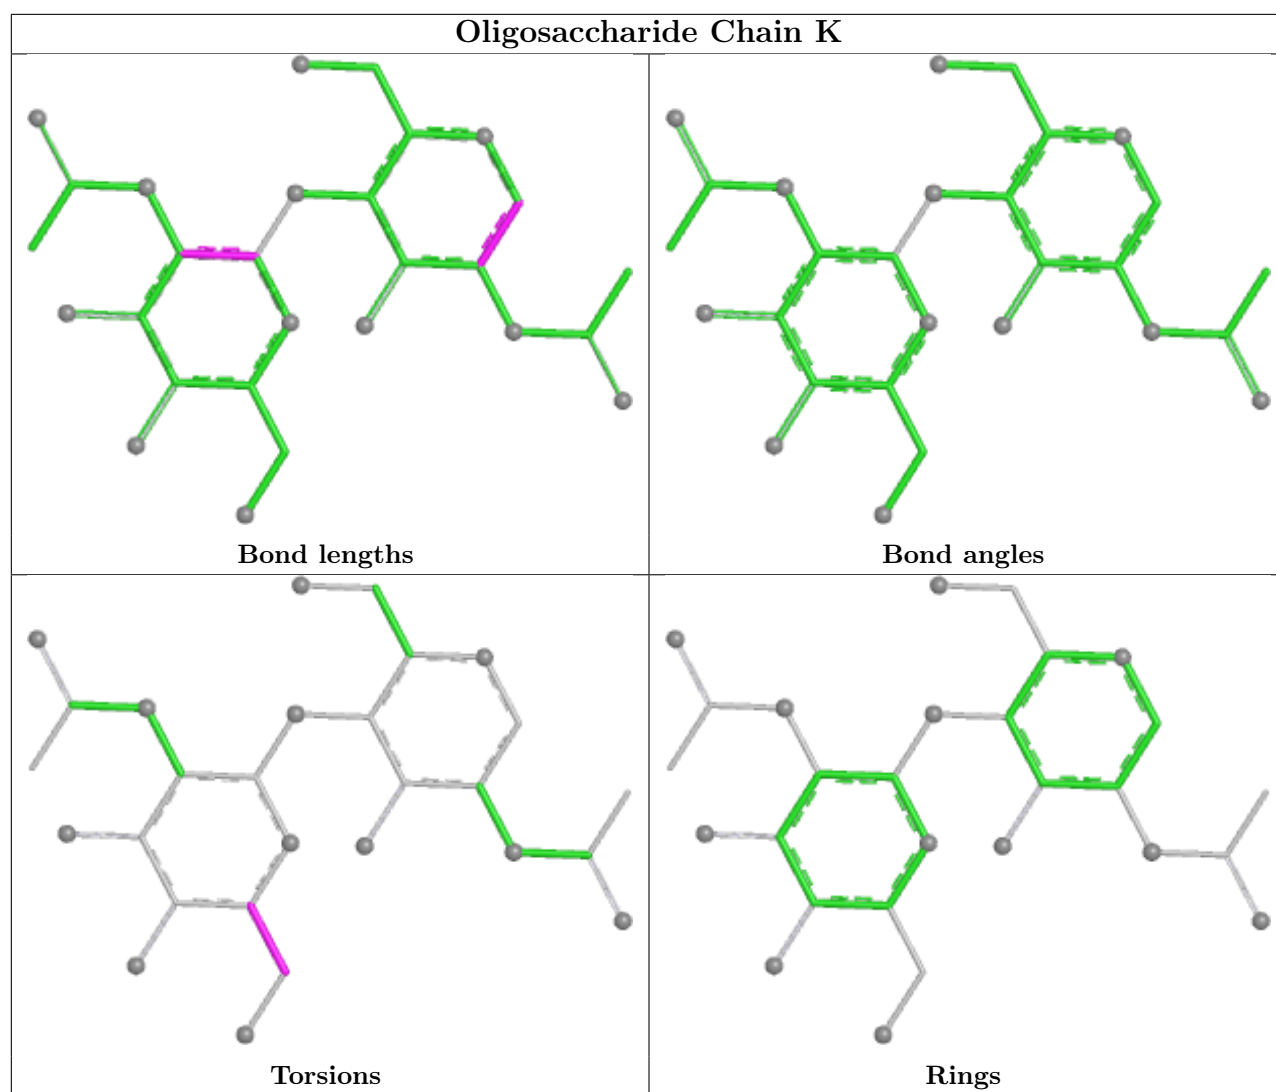 Oligosaccharide Chain K
Bond lengths
Bond angles
Torsions
Rings